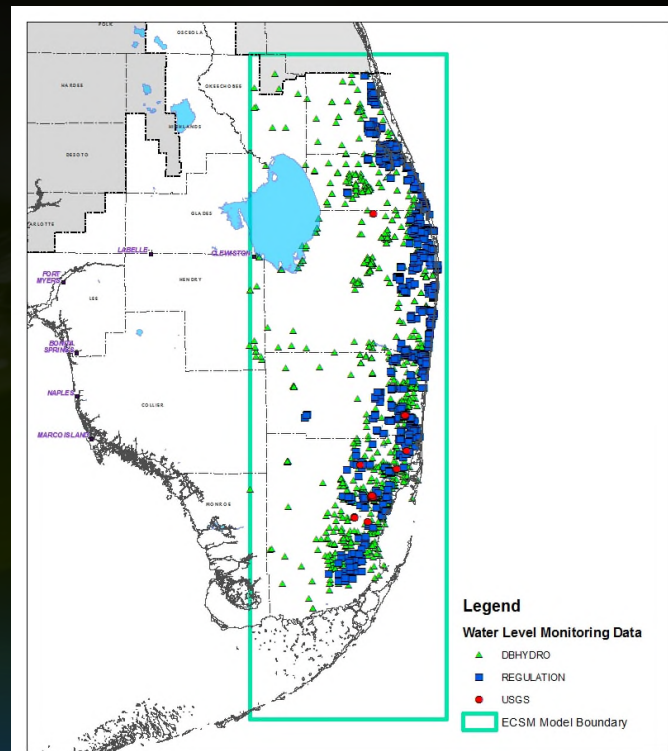 POLK
OSCEOLA
HARDEE
OKEECHOBEE
HIGHLANDS
DESOTO
GLADES
LABELLE
CLEWISTON
FORT
MYERS
HENDRY
LEE
BONITA
SPRINGS
NAPLES
COLLIER
MARCO ISLAND
MONROE
Legend
Water Level Monitoring Data
DBHYDRO
REGULATION
USGS
ECSM Model Boundary